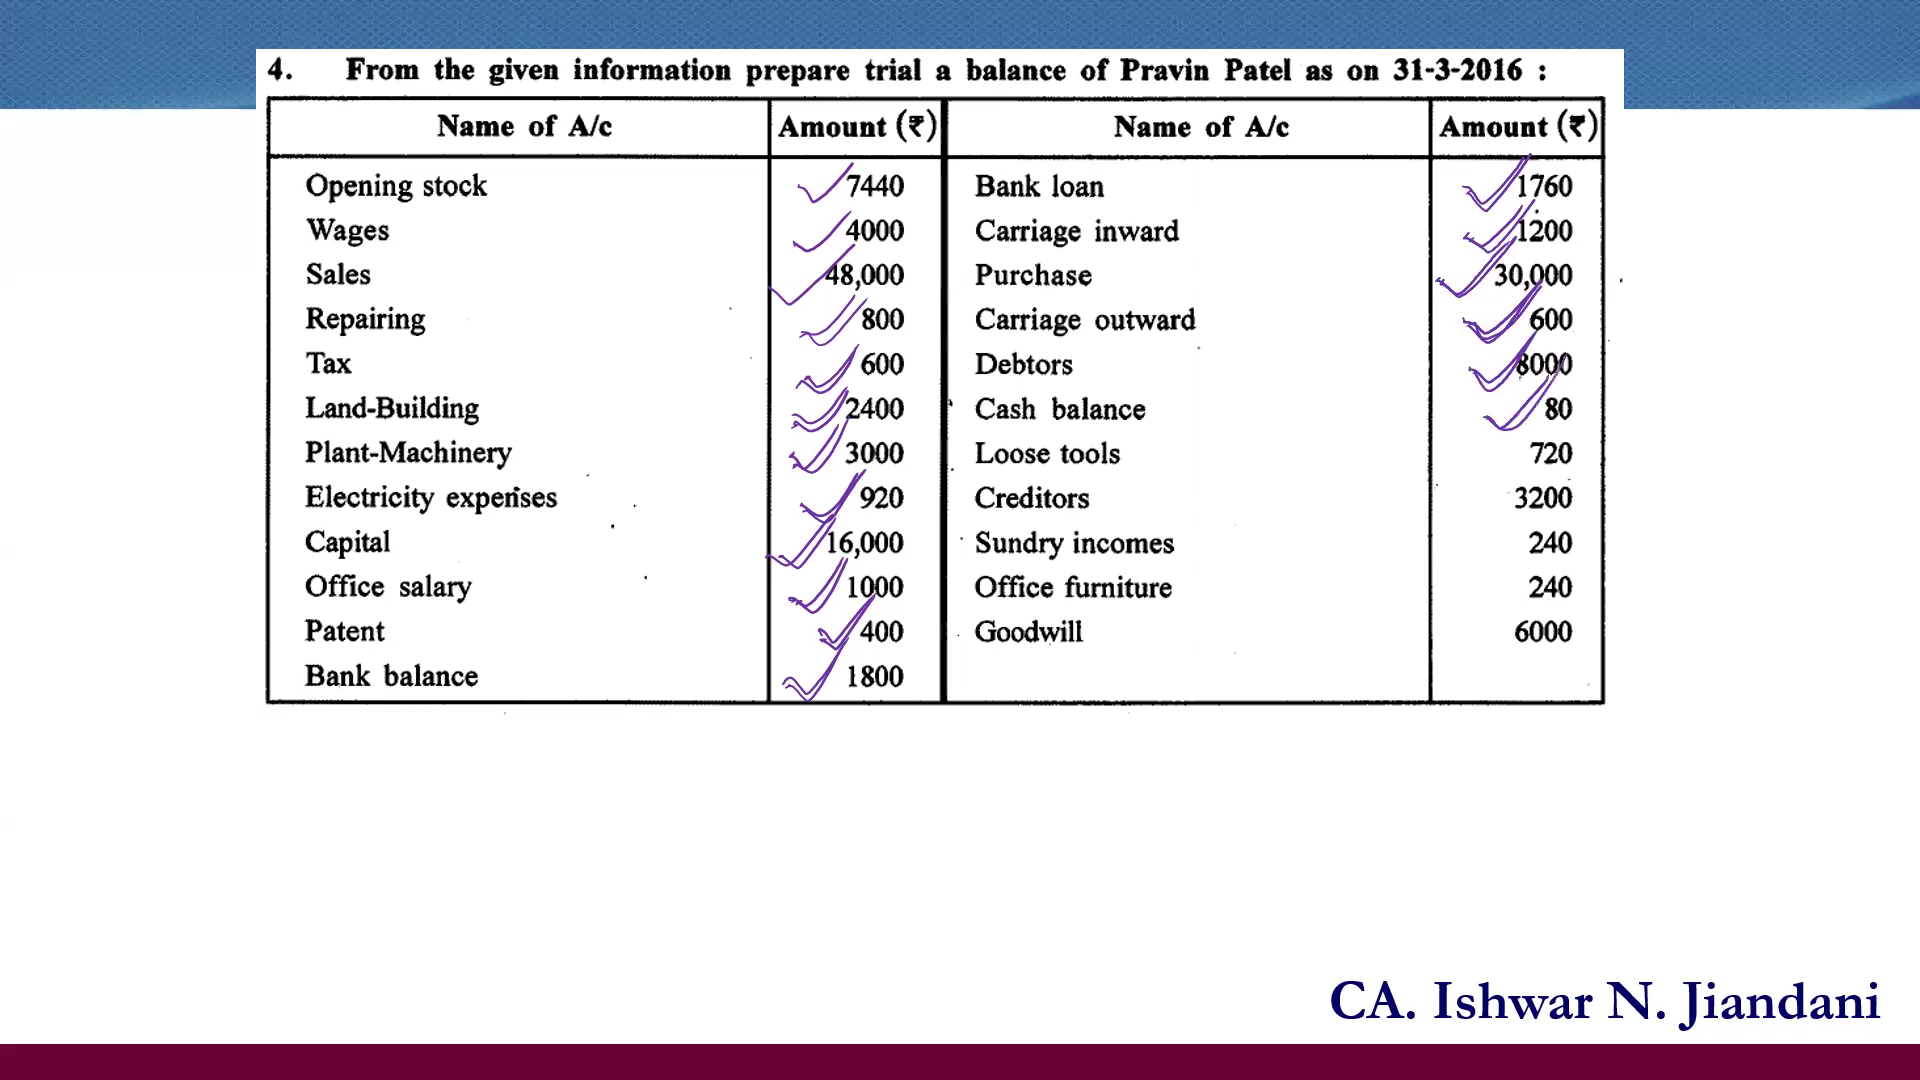 4. From the given information prepare trial a balance of Pravin Patel as on 31-3-2016 :
Name of A/c Amount (₹) Name of A/c Amount (₹)
Opening stock 7440 Bank loan 1760
Wages 4000 Carriage inward 1200
Sales 48,000 Purchase 30,000
Repairing 800 Carriage outward 600
Tax 600 Debtors 8000
Land-Building 2400 Cash balance 80
Plant-Machinery 3000 Loose tools 720
Electricity expenses 920 Creditors 3200
Capital 16,000 Sundry incomes 240
Office salary 1000 Office furniture 240
Patent 400 Goodwill 6000
Bank balance 1800
CA. Ishwar N. Jiandani